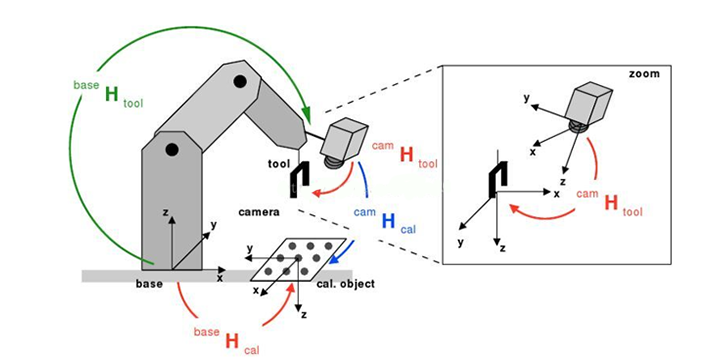 zoom
base H tool
y
x
z
cam H tool
tool
x
y
z
cam H tool
camera
cam H cal
z
y
x
base
y
x
z
cal. object
base H cal